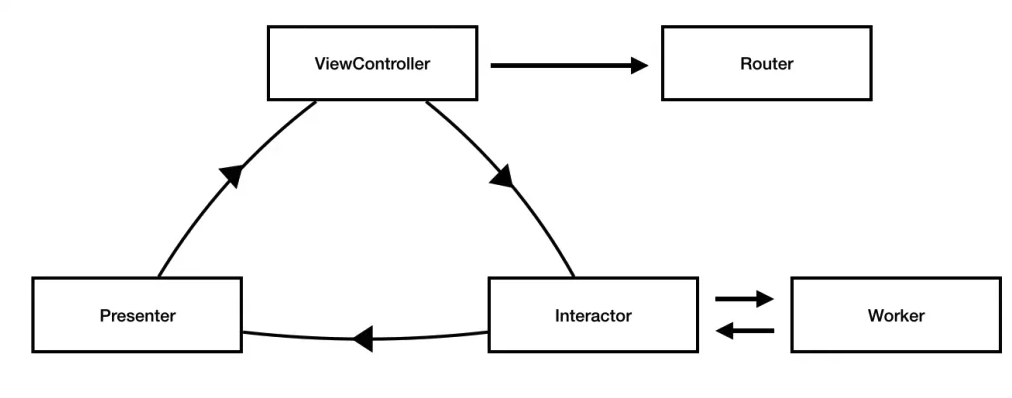 ViewController
Router
Presenter
Interactor
Worker